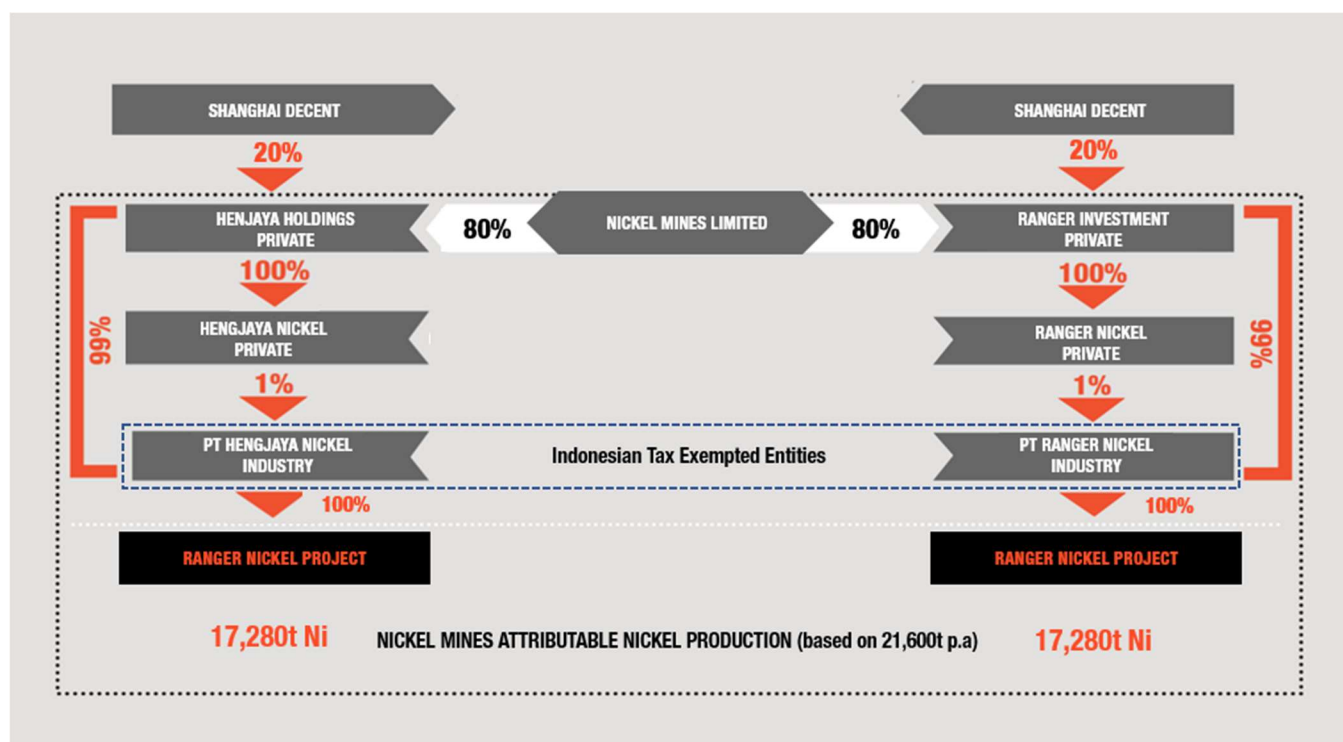 SHANGHAI DECENT
SHANGHAI DECENT
20%
20%
HENJAYA HOLDINGS
PRIVATE
80%
NICKEL MINES LIMITED
80%
RANGER INVESTMENT
PRIVATE
100%
100%
99%
HENGJAYA NICKEL
PRIVATE
RANGER NICKEL
PRIVATE
99%
1%
1%
PT HENGJAYA NICKEL
INDUSTRY
Indonesian Tax Exempted Entities
PT RANGER NICKEL
INDUSTRY
100%
100%
RANGER NICKEL PROJECT
RANGER NICKEL PROJECT
17,280t Ni
NICKEL MINES ATTRIBUTABLE NICKEL PRODUCTION (based on 21,600t p.a)
17,280t Ni